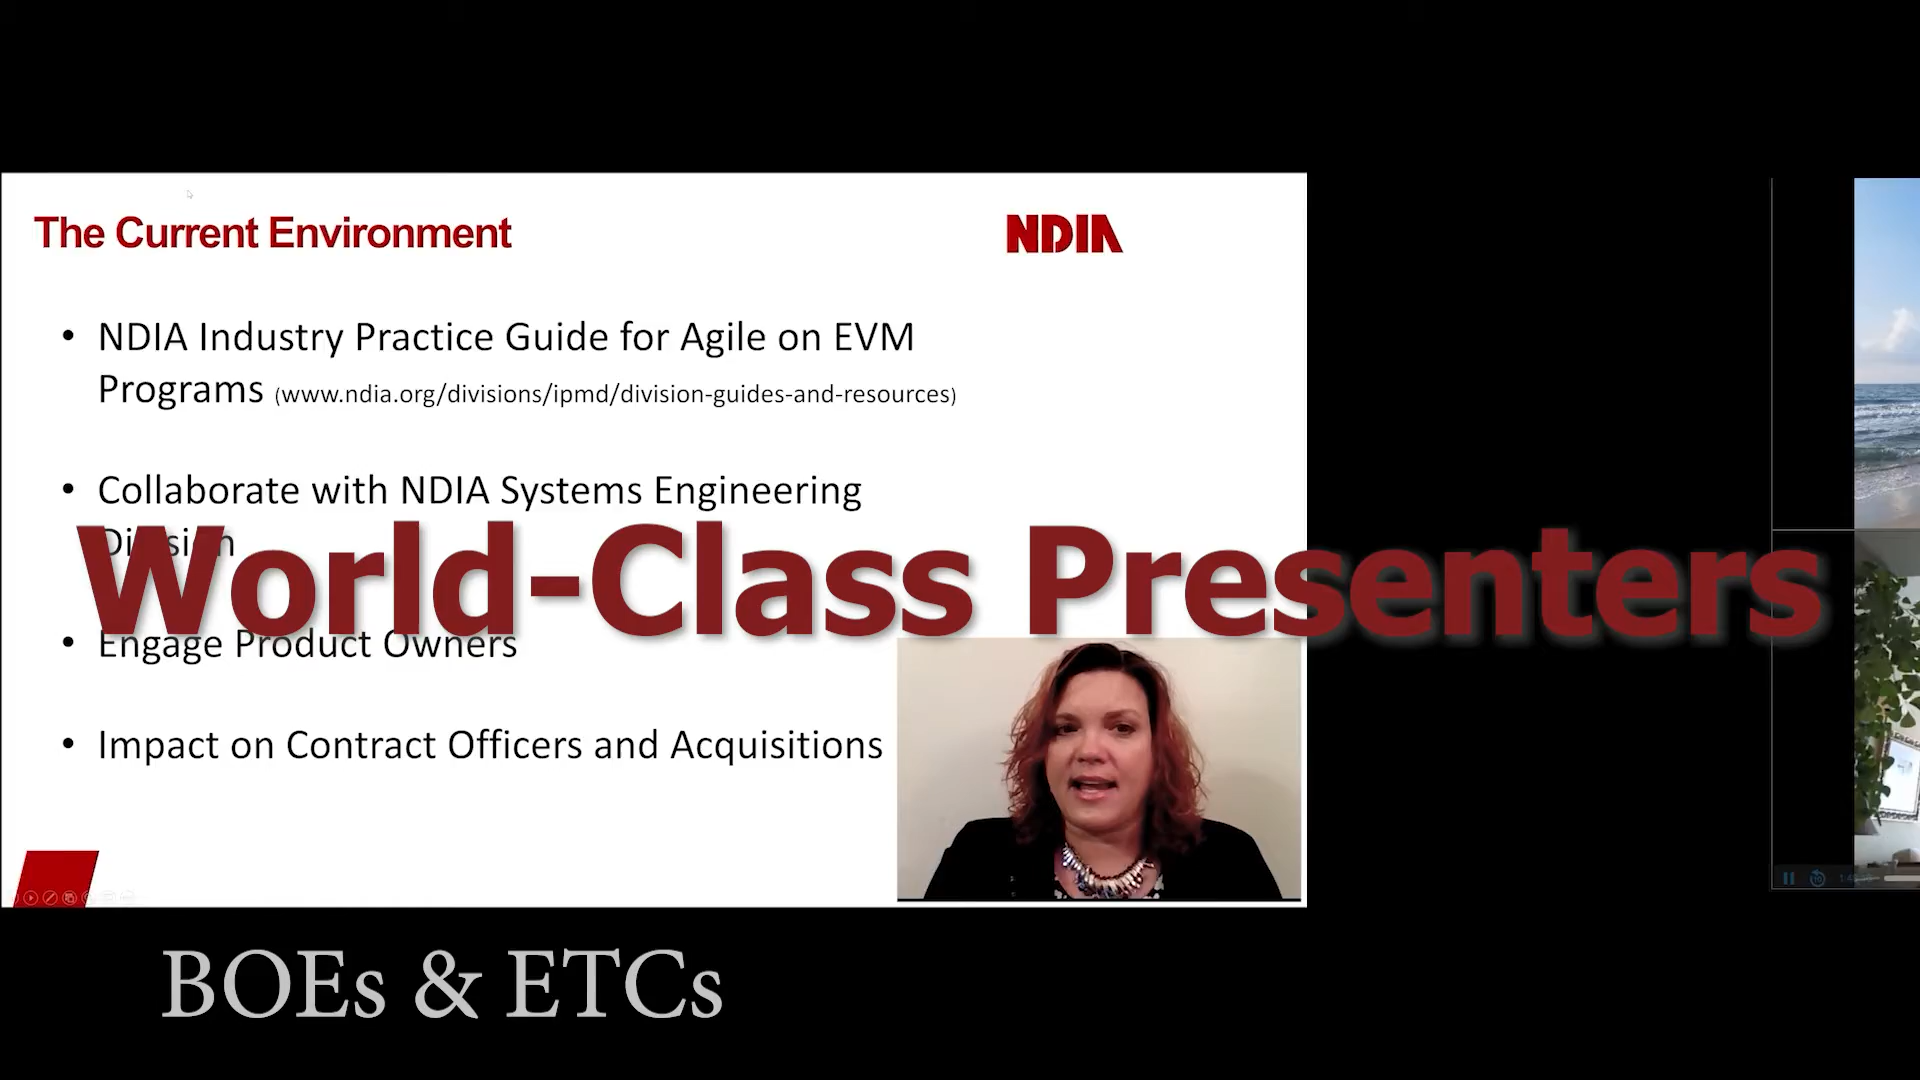 The Current Environment
NDIA
• NDIA Industry Practice Guide for Agile on EVM
Programs (www.ndia.org/divisions/ipmd/division-guides-and-resources)
• Collaborate with NDIA Systems Engineering
Division
World-Class Presenters
• Engage Product Owners
• Impact on Contract Officers and Acquisitions
BOEs & ETCs